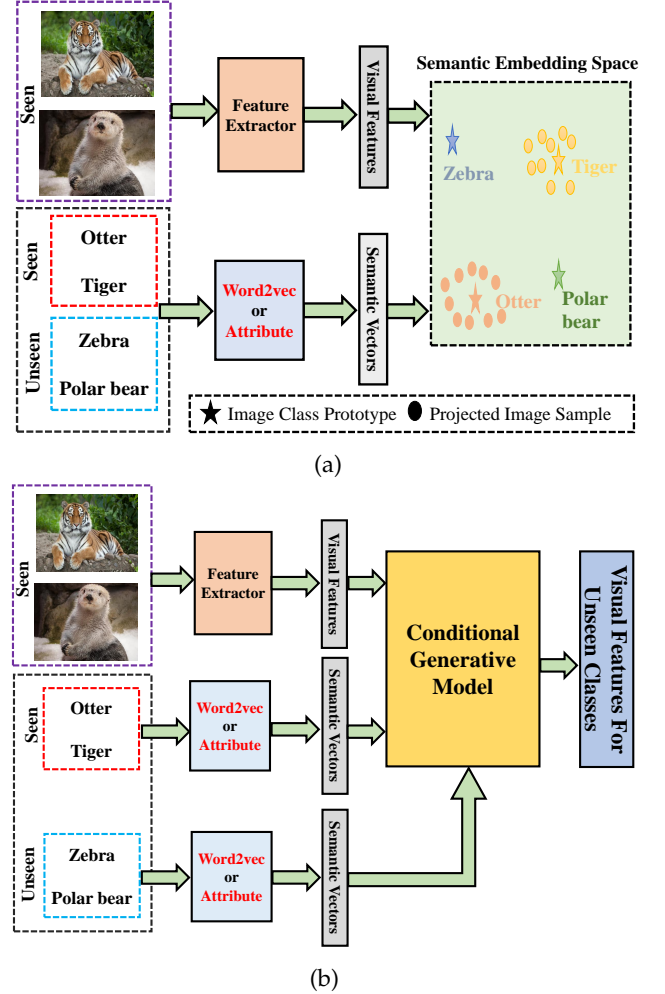 Seen
Feature
Extractor
Visual Features
Semantic Embedding Space
Zebra
Tiger
Otter
Polar
bear
Seen
Otter
Tiger
Unseen
Zebra
Polar bear
Word2vec
or
Attribute
Semantic Vectors
Image Class Prototype
Projected Image Sample
(a)
Seen
Feature
Extractor
Visual Features
Conditional
Generative
Model
Visual Features For
Unseen Classes
Seen
Otter
Tiger
Word2vec
or
Attribute
Semantic Vectors
Unseen
Zebra
Polar bear
Word2vec
or
Attribute
Semantic Vectors
(b)